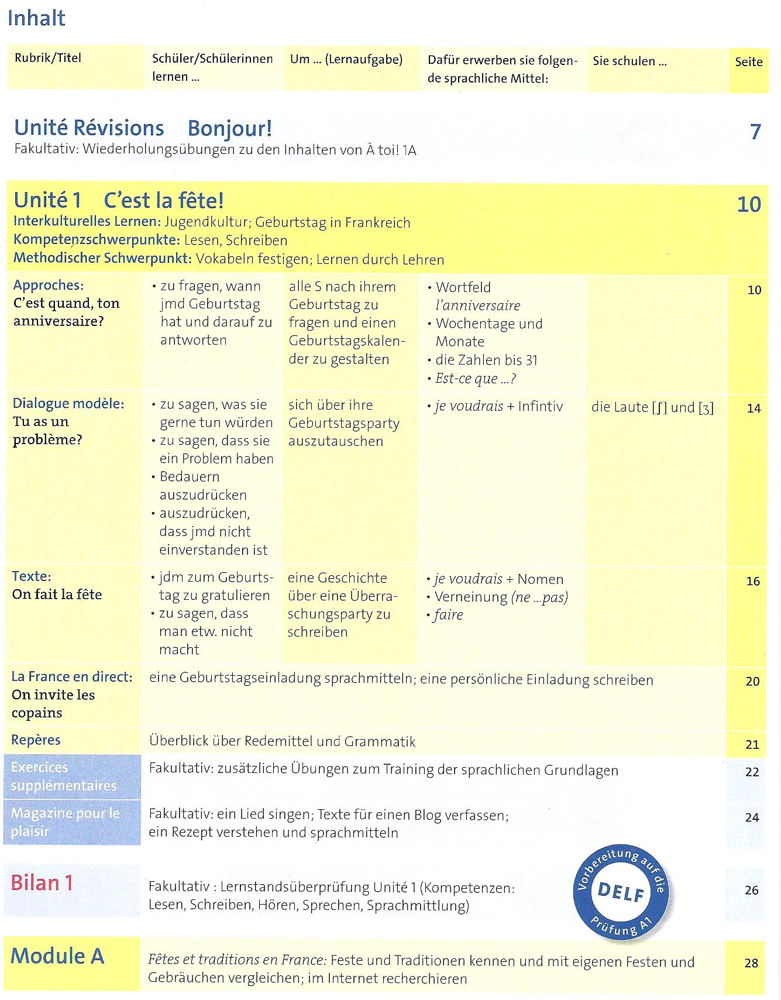 Inhalt
Rubrik/Titel
Schüler/Schülerinnen
lernen ...
Um ... (Lernaufgabe)
Dafür erwerben sie folgen-
de sprachliche Mittel:
Sie schulen ...
Seite
Unité Révisions Bonjour! 7
Fakultativ: Wiederholungsübungen zu den Inhalten von À toi! 1A
Unité 1 C'est la fête! 10
Interkulturelles Lernen: Jugendkultur; Geburtstag in Frankreich
Kompetenzschwerpunkte: Lesen, Schreiben
Methodischer Schwerpunkt: Vokabeln festigen; Lernen durch Lehren
Approches:
C'est quand, ton
anniversaire?
• zu fragen, wann
jmd Geburtstag
hat und darauf zu
antworten
alle S nach ihrem
Geburtstag zu
fragen und einen
Geburtstagskalen-
der zu gestalten
• Wortfeld
l'anniversaire
• Wochentage und
Monate
• die Zahlen bis 31
• Est-ce que ...?
10
Dialogue modèle:
Tu as un
problème?
• zu sagen, was sie
gerne tun würden
• zu sagen, dass sie
ein Problem haben
• Bedauern
auszudrücken
• auszudrücken,
dass jmd nicht
einverstanden ist
sich über ihre
Geburtstagsparty
auszutauschen
• je voudrais + Infintiv
die Laute [ʃ] und [ʒ]
14
Texte:
On fait la fête
• jdm zum Geburts-
tag zu gratulieren
• zu sagen, dass
man etw. nicht
macht
eine Geschichte
über eine Überra-
schungsparty zu
schreiben
• je voudrais + Nomen
• Verneinung (ne ...pas)
• faire
16
La France en direct:
On invite les
copains
eine Geburtstagseinladung sprachmitteln; eine persönliche Einladung schreiben
20
Repères
Überblick über Redemittel und Grammatik
21
Exercices
supplémentaires
Fakultativ: zusätzliche Übungen zum Training der sprachlichen Grundlagen
22
Magazine pour le
plaisir
Fakultativ: ein Lied singen; Texte für einen Blog verfassen;
ein Rezept verstehen und sprachmitteln
24
Bilan 1
Fakultativ : Lernstandsüberprüfung Unité 1 (Kompetenzen:
Lesen, Schreiben, Hören, Sprechen, Sprachmittlung)
Vorbereitung auf die
DELF
Prüfung A1
26
Module A
Fêtes et traditions en France: Feste und Traditionen kennen und mit eigenen Festen und
Gebräuchen vergleichen; im Internet recherchieren
28